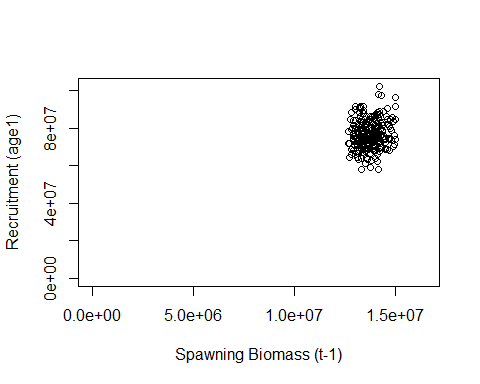 Recruitment (age1)
8e+07
4e+07
0e+00
0.0e+00 5.0e+06 1.0e+07 1.5e+07
Spawning Biomass (t-1)